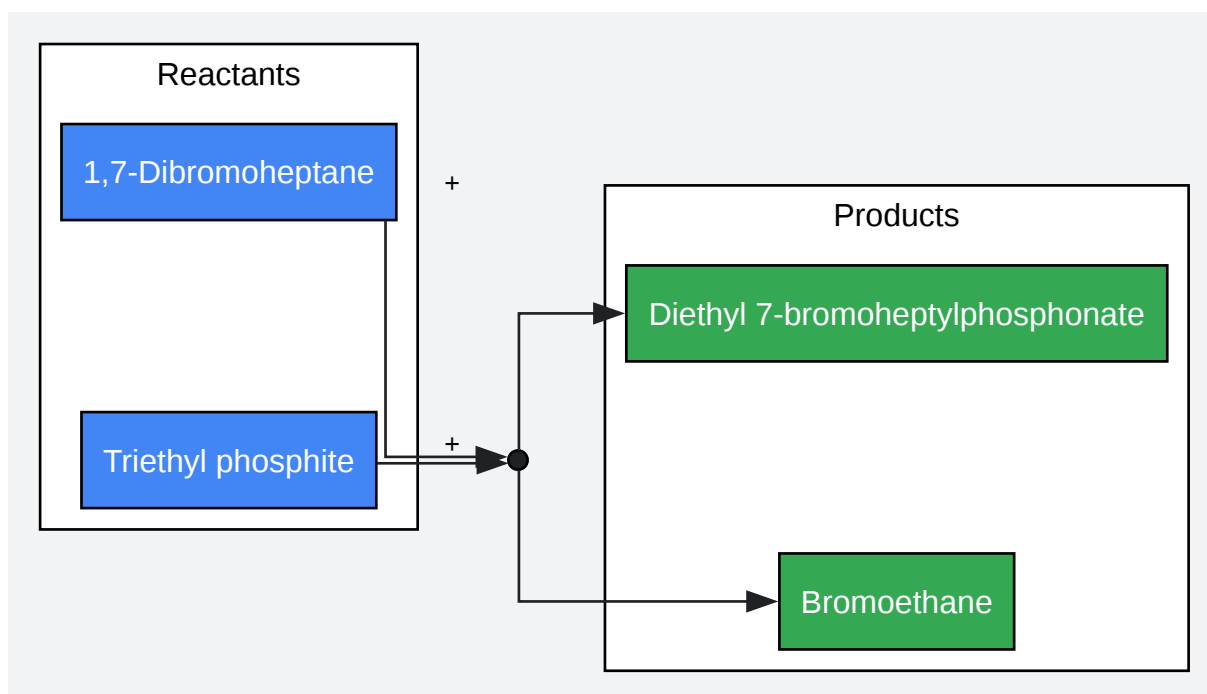 Reactants
1,7-Dibromoheptane
+
Products
Diethyl 7-bromoheptylphosphonate
+
Triethyl phosphite
Bromoethane